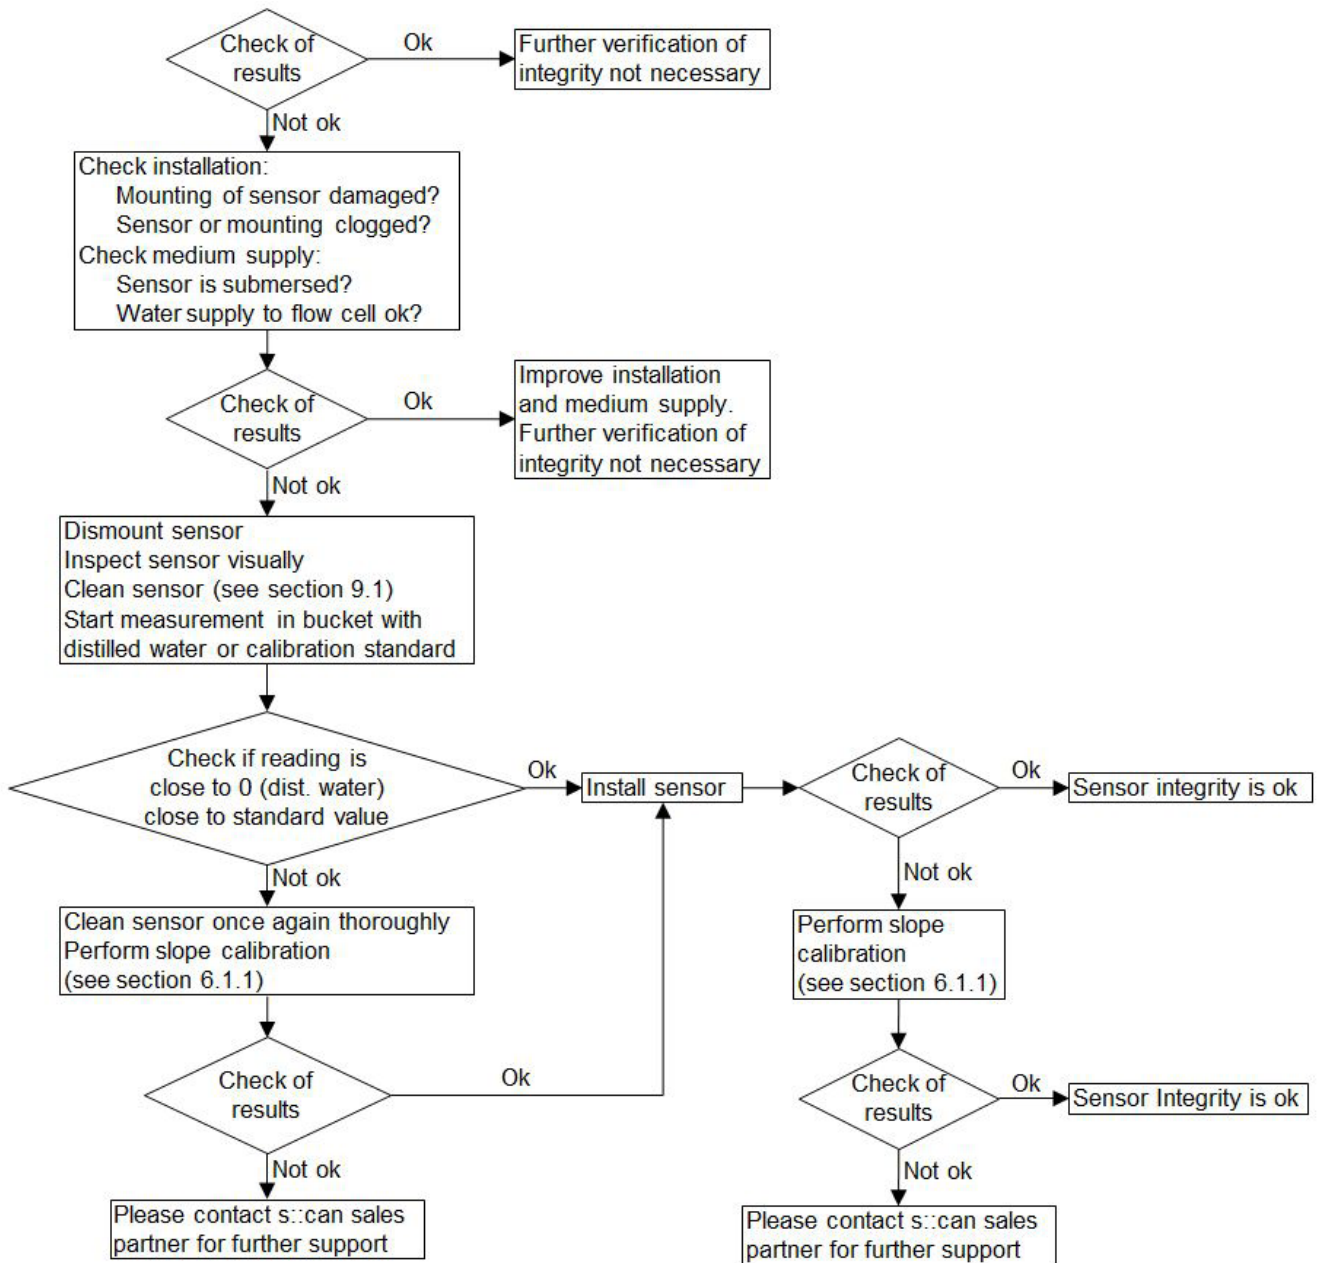 Check of
results
Ok
Further verification of
integrity not necessary
Not ok
Check installation:
Mounting of sensor damaged?
Sensor or mounting clogged?
Check medium supply:
Sensor is submersed?
Water supply to flow cell ok?
Check of
results
Ok
Improve installation
and medium supply.
Further verification of
integrity not necessary
Not ok
Dismount sensor
Inspect sensor visually
Clean sensor (see section 9.1)
Start measurement in bucket with
distilled water or calibration standard
Check if reading is
close to 0 (dist. water)
close to standard value
Ok
Install sensor
Check of
results
Ok
Sensor integrity is ok
Not ok
Clean sensor once again thoroughly
Perform slope calibration
(see section 6.1.1)
Not ok
Perform slope
calibration
(see section 6.1.1)
Check of
results
Ok
Check of
results
Ok
Sensor Integrity is ok
Not ok
Please contact s::can sales
partner for further support
Not ok
Please contact s::can sales
partner for further support